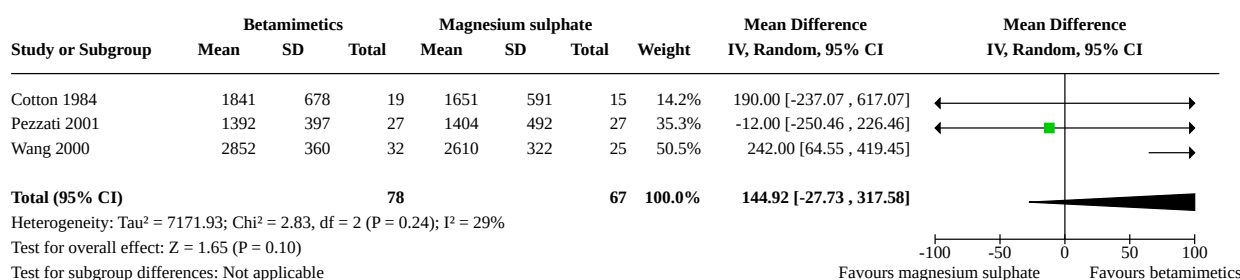 Betamimetics Magnesium sulphate Mean Difference Mean Difference
Study or Subgroup Mean SD Total Mean SD Total Weight IV, Random, 95% CI IV, Random, 95% CI
Cotton 1984 1841 678 19 1651 591 15 14.2% 190.00 [-237.07 , 617.07]
Pezzati 2001 1392 397 27 1404 492 27 35.3% -12.00 [-250.46 , 226.46]
Wang 2000 2852 360 32 2610 322 25 50.5% 242.00 [64.55 , 419.45]
Total (95% CI) 78 67 100.0% 144.92 [-27.73 , 317.58]
Heterogeneity: Tau² = 7171.93; Chi² = 2.83, df = 2 (P = 0.24); I² = 29%
Test for overall effect: Z = 1.65 (P = 0.10) -100 -50 0 50 100
Test for subgroup differences: Not applicable Favours magnesium sulphate Favours betamimetics